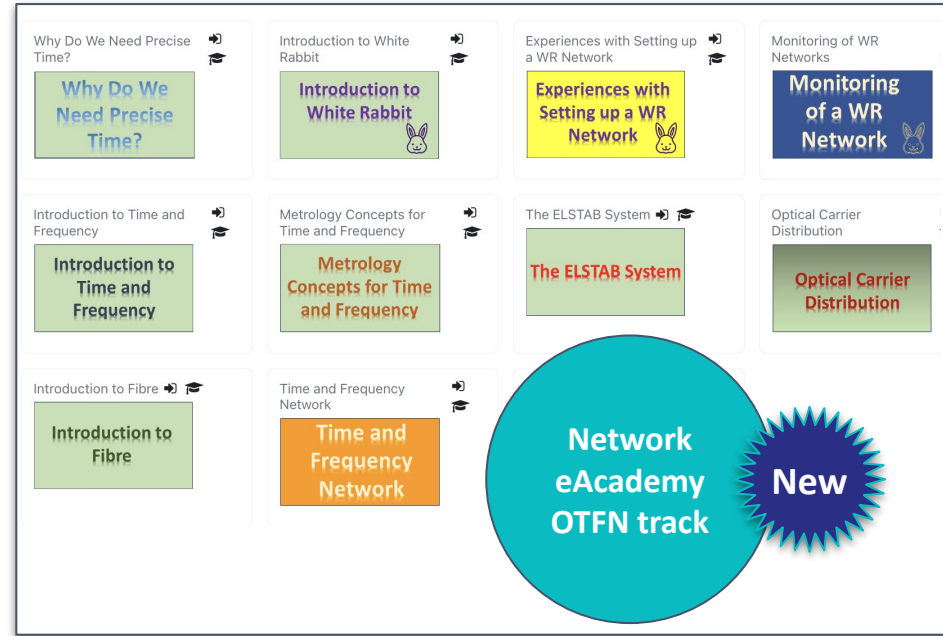 Why Do We Need Precise
Time?
Why Do We
Need Precise
Time?
Introduction to White
Rabbit
Introduction to
White Rabbit
Experiences with Setting up
a WR Network
Experiences with
Setting up a WR
Network
Monitoring of WR
Networks
Monitoring
of a WR
Network
Introduction to Time and
Frequency
Introduction to
Time and
Frequency
Metrology Concepts for
Time and Frequency
Metrology
Concepts for Time
and Frequency
The ELSTAB System
The ELSTAB System
Optical Carrier
Distribution
Optical Carrier
Distribution
Introduction to Fibre
Introduction to
Fibre
Time and Frequency
Network
Time and
Frequency
Network
Network
eAcademy
OTFN track
New